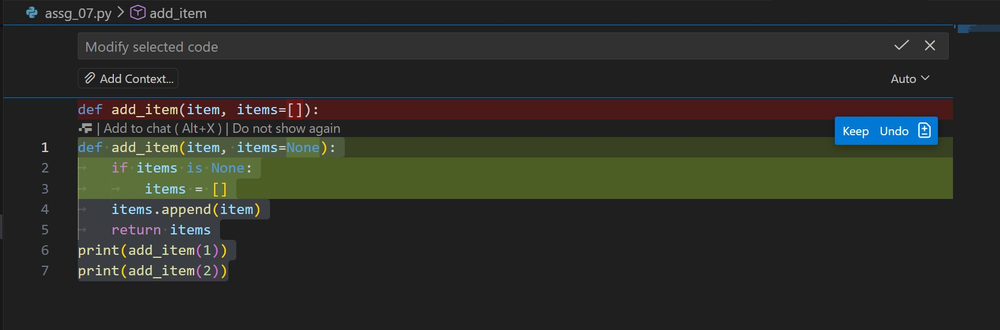 assg_07.py > add_item
Modify selected code
Add Context...
Auto
def add_item(item, items=[]):
| Add to chat ( Alt+X ) | Do not show again
Keep Undo
1 def add_item(item, items=None):
2 if items is None:
3 items = []
4 items.append(item)
5 return items
6 print(add_item(1))
7 print(add_item(2))